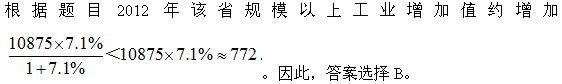 根据题目 2012 年该省规模以上工业增加值约增加
10875×7.1%/(1+7.1%)<10875×7.1%≈772.。因此，答案选择 B。